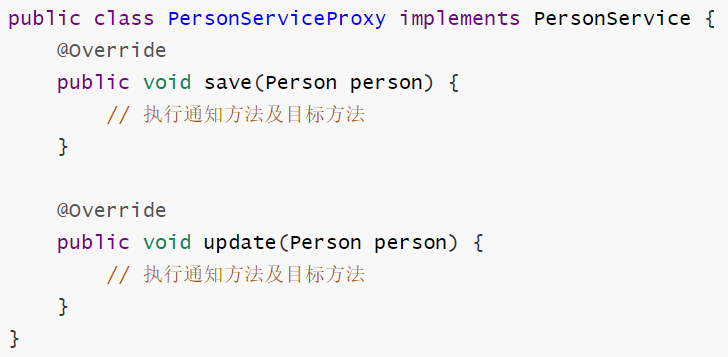 public class PersonServiceProxy implements PersonService {
    @Override
    public void save(Person person) {
        // 执行通知方法及目标方法
    }

    @Override
    public void update(Person person) {
        // 执行通知方法及目标方法
    }
}